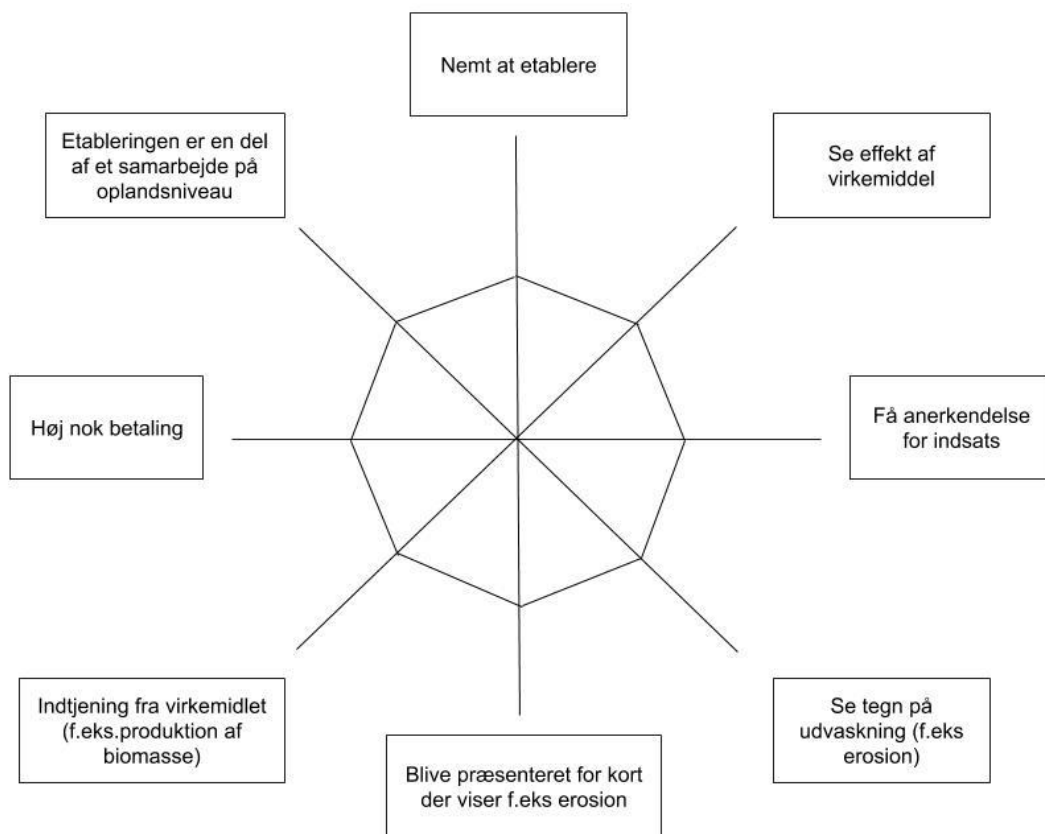 Nemt at etablere
Etableringen er en del
af et samarbejde på
oplandsniveau
Se effekt af
virkemiddel
Høj nok betaling
Få anerkendelse
for indsats
Indtjening fra virkemidlet
(f.eks.produktion af
biomasse)
Se tegn på
udvaskning (f.eks
erosion)
Blive præsenteret for kort
der viser f.eks erosion